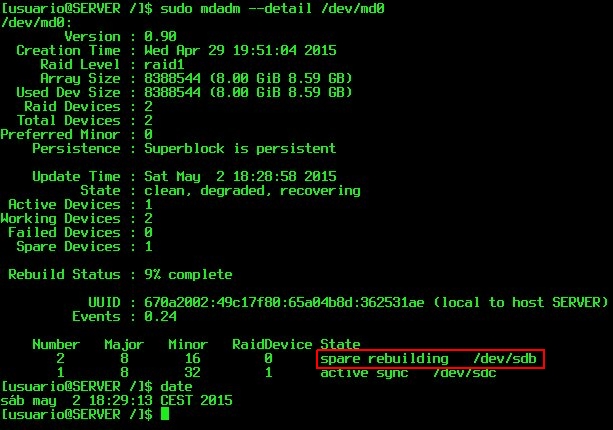 [usuario@SERVER /]$ sudo mdadm --detail /dev/md0
/dev/md0:
Version : 0.90
Creation Time : Wed Apr 29 19:51:04 2015
Raid Level : raid1
Array Size : 8388544 (8.00 GiB 8.59 GB)
Used Dev Size : 8388544 (8.00 GiB 8.59 GB)
Raid Devices : 2
Total Devices : 2
Preferred Minor : 0
Persistence : Superblock is persistent
Update Time : Sat May  2 18:28:58 2015
State : clean, degraded, recovering
Active Devices : 1
Working Devices : 2
Failed Devices : 0
Spare Devices : 1
Rebuild Status : 9% complete
UUID : 670a2002:49c17f80:65a04b8d:362531ae (local to host SERVER)
Events : 0.24
Number   Major   Minor   RaidDevice State
2       8       16        0      spare rebuilding   /dev/sdb
1       8       32        1      active sync   /dev/sdc
[usuario@SERVER /]$ date
sáb may  2 18:29:13 CEST 2015
[usuario@SERVER /]$